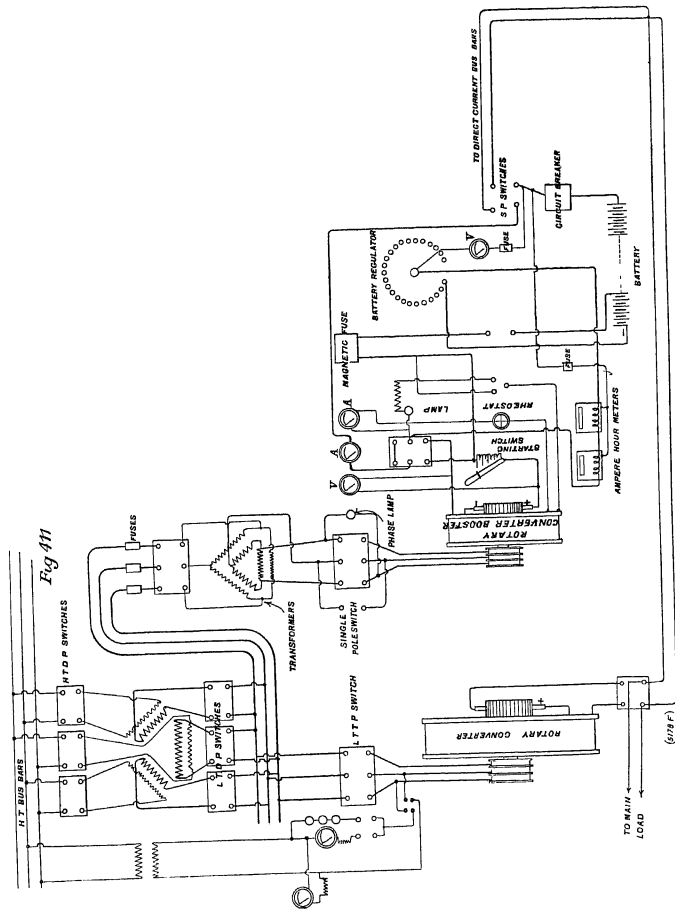 Fig 411
H T BUS BARS
H T D P SWITCHES
L T D P SWITCHES
L T T P SWITCH
FUSES
TRANSFORMERS
SINGLE
POLE SWITCH
PHASE LAMP
ROTARY
CONVERTER BOOSTER
ROTARY CONVERTER
V
A
A
MAGNETIC FUSE
LAMP
RHEOSTAT
STARTING
SWITCH
BATTERY REGULATOR
V
FUSE
S P SWITCHES
TO DIRECT CURRENT BUS BARS
CIRCUIT BREAKER
BATTERY
FUSE
AMPERE HOUR METERS
TO MAIN
LOAD
(5178 F)